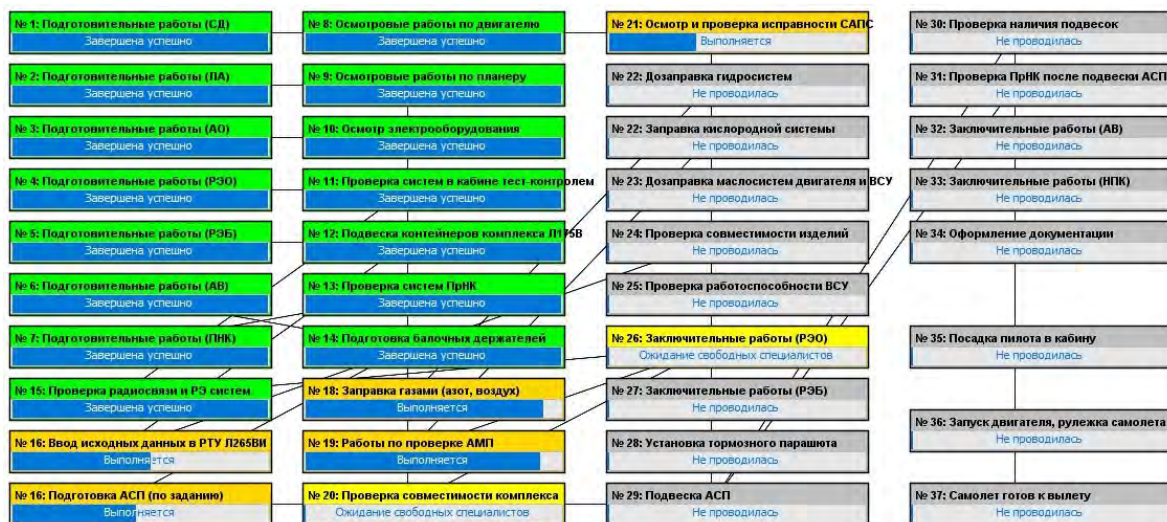 № 1: Подготовительные работы (СД)
Завершена успешно
№ 2: Подготовительные работы (ЛА)
Завершена успешно
№ 3: Подготовительные работы (АО)
Завершена успешно
№ 4: Подготовительные работы (РЭО)
Завершена успешно
№ 5: Подготовительные работы (РЭБ)
Завершена успешно
№ 6: Подготовительные работы (АВ)
Завершена успешно
№ 7: Подготовительные работы (ПНК)
Завершена успешно
№ 15: Проверка радиосвязи и РЭ систем
Завершена успешно
№ 16: Ввод исходных данных в РТУ Л265ВИ
Выполняется
№ 16: Подготовка АСП (по заданию)
Выполняется
№ 8: Осмотровые работы по двигателю
Завершена успешно
№ 9: Осмотровые работы по планеру
Завершена успешно
№ 10: Осмотр электрооборудования
Завершена успешно
№ 11: Проверка систем в кабине тест-контролем
Завершена успешно
№ 12: Подвеска контейнеров комплекса Л175В
Завершена успешно
№ 13: Проверка систем ПрНК
Завершена успешно
№ 14: Подготовка балочных держателей
Завершена успешно
№ 18: Заправка газами (азот, воздух)
Выполняется
№ 19: Работы по проверке АМП
Выполняется
№ 20: Проверка совместимости комплекса
Ожидание свободных специалистов
№ 21: Осмотр и проверка исправности САПС
Выполняется
№ 22: Дозаправка гидросистем
Не проводилась
№ 22: Заправка кислородной системы
Не проводилась
№ 23: Дозаправка маслосистем двигателя и ВСУ
Не проводилась
№ 24: Проверка совместимости изделий
Не проводилась
№ 25: Проверка работоспособности ВСУ
Не проводилась
№ 26: Заключительные работы (РЭО)
Ожидание свободных специалистов
№ 27: Заключительные работы (РЭБ)
Не проводилась
№ 28: Установка тормозного парашюта
Не проводилась
№ 29: Подвеска АСП
Не проводилась
№ 30: Проверка наличия подвесок
Не проводилась
№ 31: Проверка ПрНК после подвески АСП
Не проводилась
№ 32: Заключительные работы (АВ)
Не проводилась
№ 33: Заключительные работы (НПК)
Не проводилась
№ 34: Оформление документации
Не проводилась
№ 35: Посадка пилота в кабину
Не проводилась
№ 36: Запуск двигателя, рулежка самолета
Не проводилась
№ 37: Самолет готов к вылету
Не проводилась